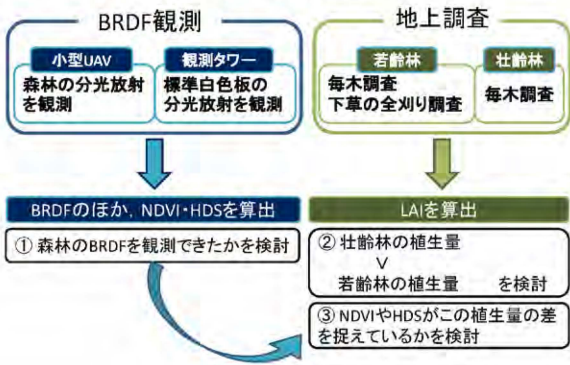 BRDF観測
小型UAV
森林の分光放射
を観測
観測タワー
標準白色板の
分光放射を観測
BRDFのほか, NDVI・HDSを算出
① 森林のBRDFを観測できたかを検討
地上調査
若齢林
毎木調査
下草の全刈り調査
壮齢林
毎木調査
LAIを算出
② 壮齢林の植生量
∨
若齢林の植生量 を検討
③ NDVIやHDSがこの植生量の差
を捉えているかを検討